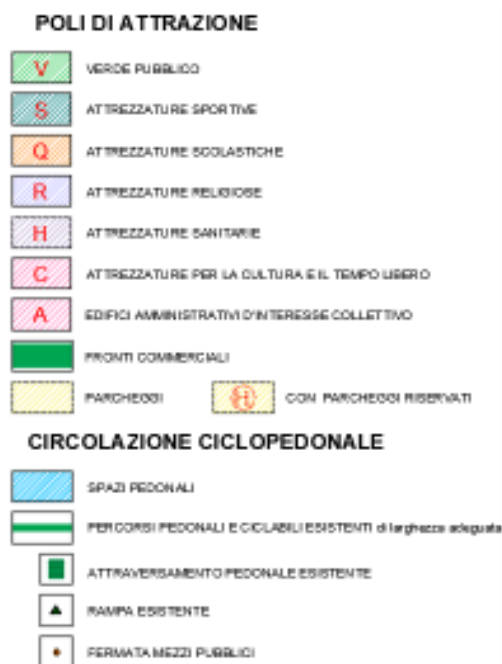 POLI DI ATTRAZIONE
V VERDE PUBBLICO
S ATTREZZATURE SPORTIVE
Q ATTREZZATURE SCOLASTICHE
R ATTREZZATURE RELIGIOSE
H ATTREZZATURE SANITARIE
C ATTREZZATURE PER LA CULTURA E IL TEMPO LIBERO
A EDIFICI AMMINISTRATIVI D'INTERESSE COLLETTIVO
FRONTI COMMERCIALI
PARCHEGGI H CON PARCHEGGI RISERVATI
CIRCOLAZIONE CICLOPEDONALE
SPAZI PEDONALI
PERCORSI PEDONALI E CICLABILI ESISTENTI di larghezza adeguata
ATTRAVERSAMENTO PEDONALE ESISTENTE
RAMPA ESISTENTE
FERMATA MEZZI PUBBLICI